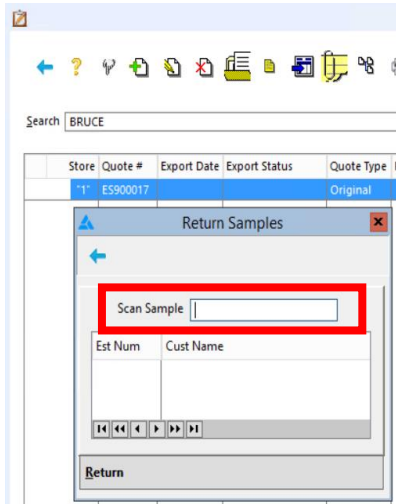 Search BRUCE
Store Quote # Export Date Export Status Quote Type
"1" ES900017 Original
Return Samples
Scan Sample
Est Num Cust Name
Return